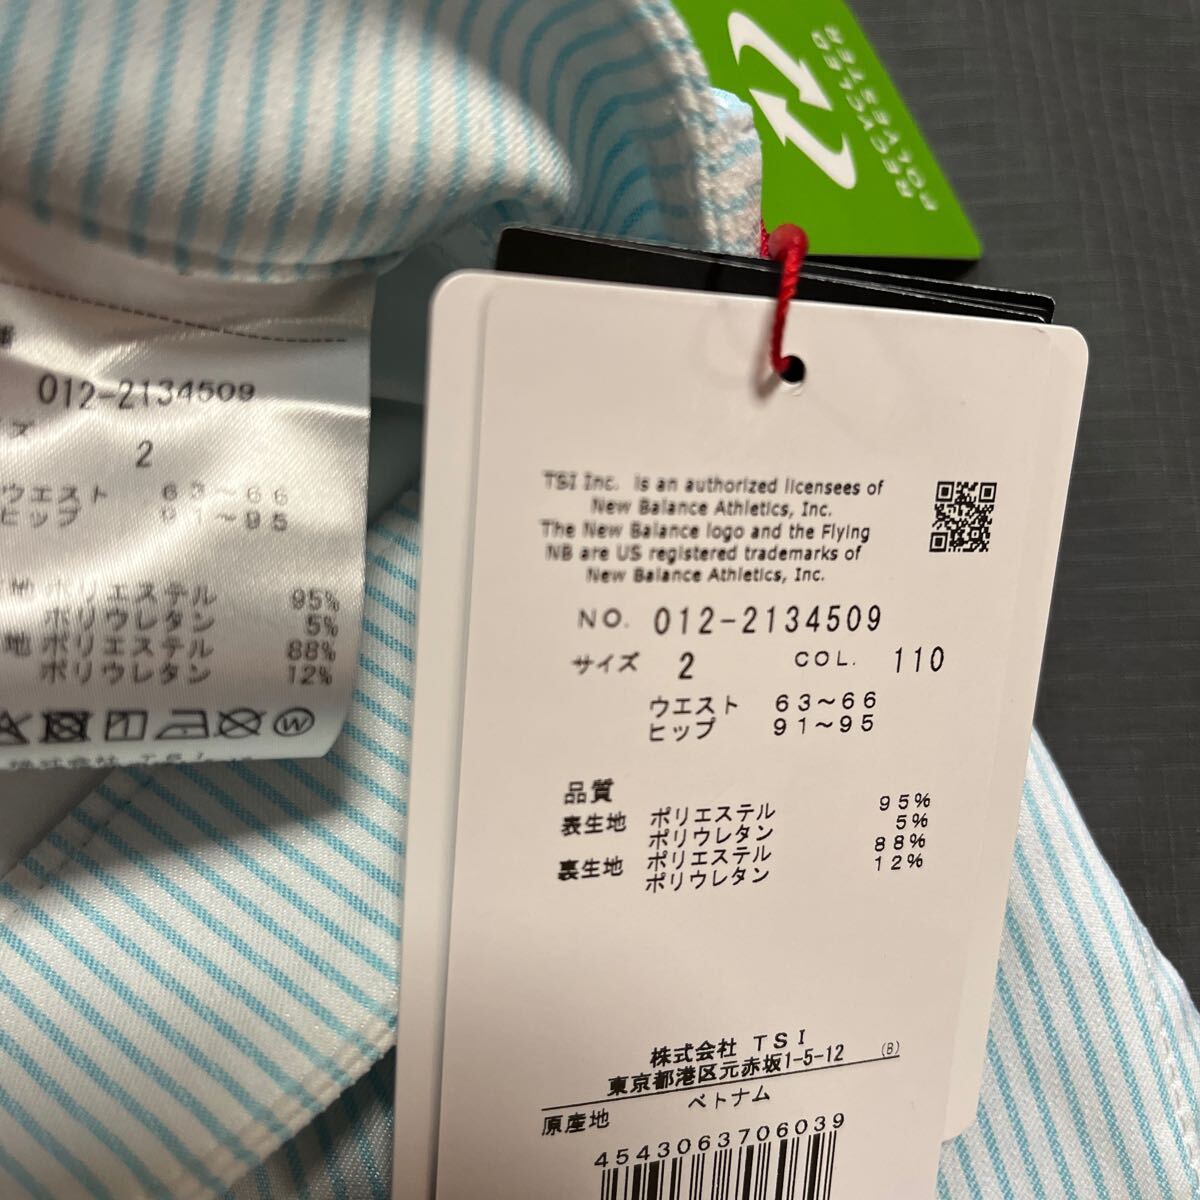 RECYCLED
POLYESTER
012-2134509
ズ 2
ウエスト 63～66
ヒップ 91～95
ポリエステル 95%
ポリウレタン 5%
地 ポリエステル 88%
ポリウレタン 12%
W
株式会社 TSI
TSI Inc. is an authorized licensees of
New Balance Athletics, Inc.
The New Balance logo and the Flying
NB are US registered trademarks of
New Balance Athletics, Inc.
NO. 012-2134509
サイズ 2 COL. 110
ウエスト 63～66
ヒップ 91～95
品質
表生地 ポリエステル 95%
ポリウレタン 5%
裏生地 ポリエステル 88%
ポリウレタン 12%
株式会社 TSI
東京都港区元赤坂1-5-12 (B)
原産地 ベトナム
4543063706039